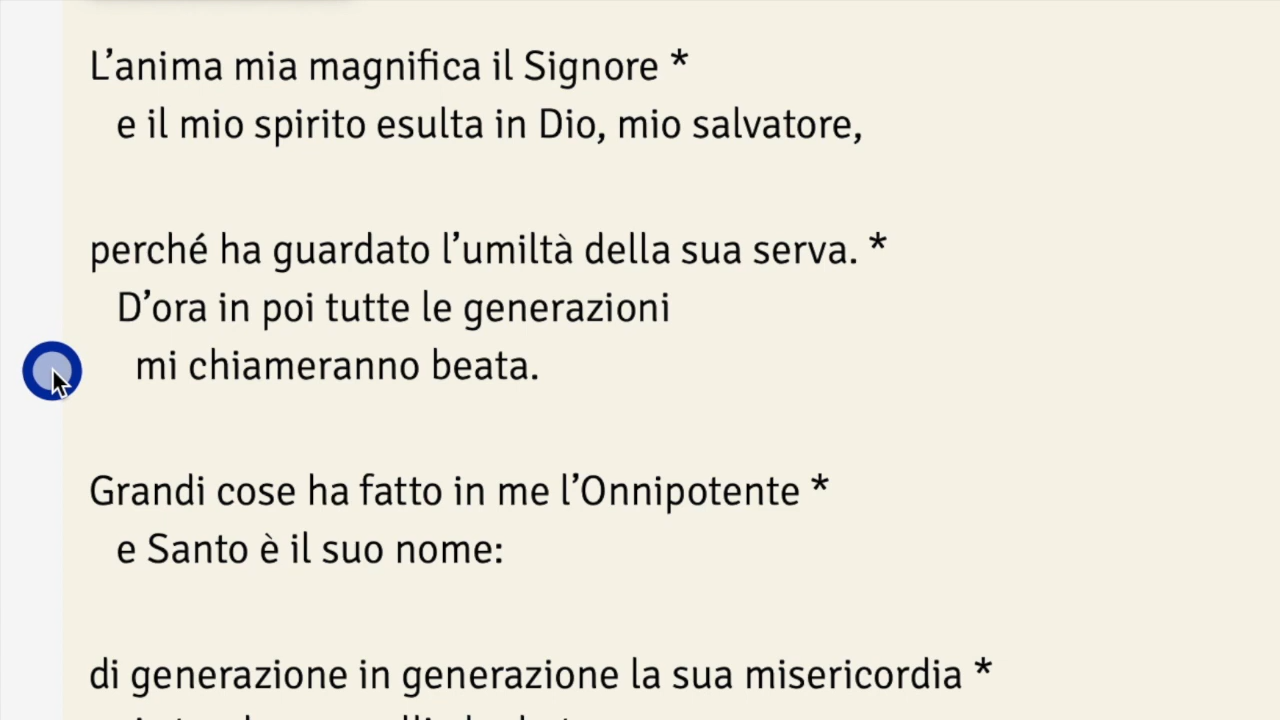 L’anima mia magnifica il Signore *
e il mio spirito esulta in Dio, mio salvatore,
perché ha guardato l’umiltà della sua serva. *
D’ora in poi tutte le generazioni
mi chiameranno beata.
Grandi cose ha fatto in me l’Onnipotente *
e Santo è il suo nome:
di generazione in generazione la sua misericordia *